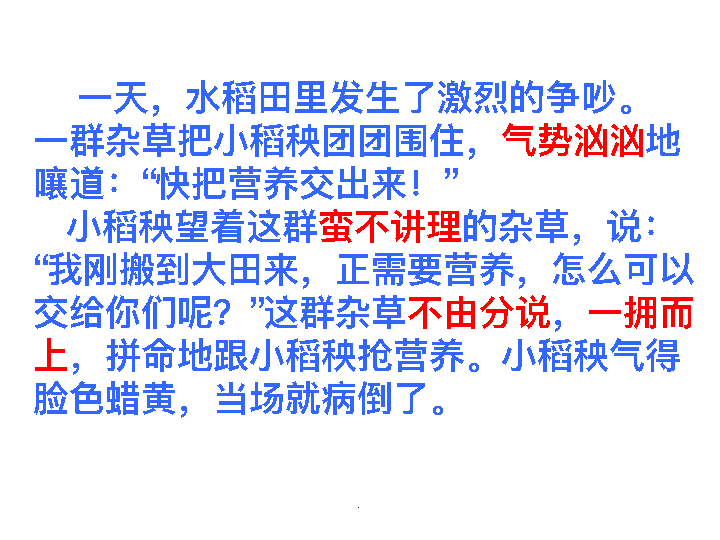 一天，水稻田里发生了激烈的争吵。
一群杂草把小稻秧团团围住，气势汹汹地
嚷道：“快把营养交出来！”
小稻秧望着这群蛮不讲理的杂草，说：
“我刚搬到大田来，正需要营养，怎么可以
交给你们呢？”这群杂草不由分说，一拥而
上，拼命地跟小稻秧抢营养。小稻秧气得
脸色蜡黄，当场就病倒了。
.